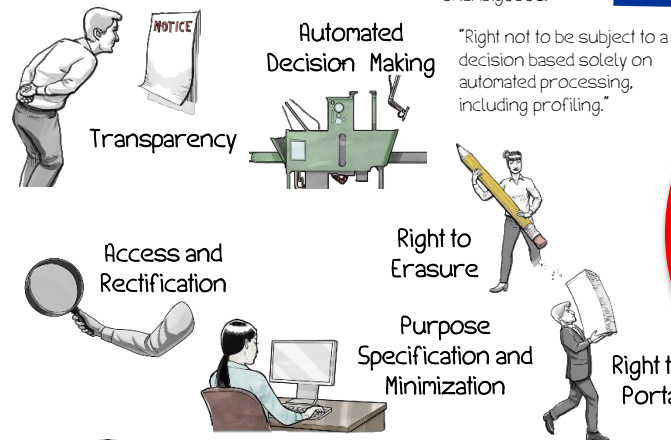 NOTICE
Transparency
Automated
Decision Making
"Right not to be subject to a
decision based solely on
automated processing,
including profiling."
Access and
Rectification
Right to
Erasure
Purpose
Specification and
Minimization
Right